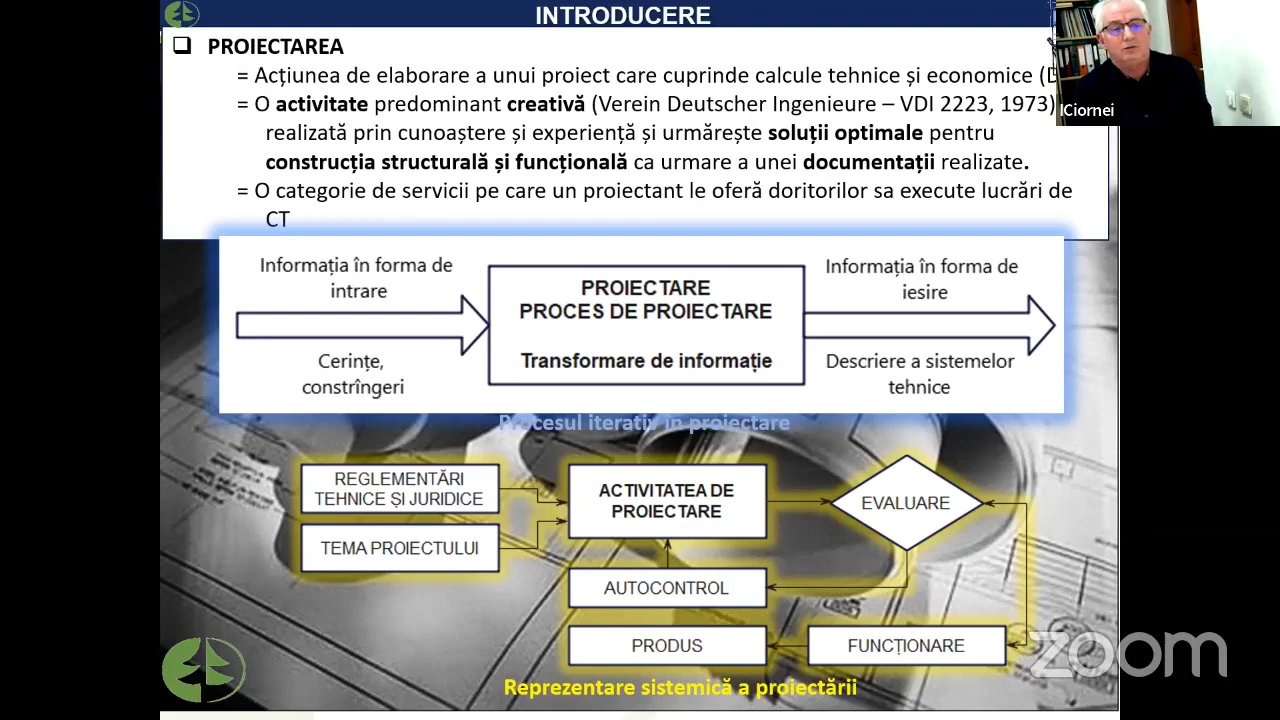 INTRODUCERE
PROIECTAREA
= Acțiunea de elaborare a unui proiect care cuprinde calcule tehnice și economice
= O activitate predominant creativă (Verein Deutscher Ingenieure – VDI 2223, 1973)
realizată prin cunoaștere și experiență și urmărește soluții optimale pentru
construcția structurală și funcțională ca urmare a unei documentații realizate.
= O categorie de servicii pe care un proiectant le oferă doritorilor sa execute lucrări de
CT
ICiornei
Informația în forma de
intrare
Cerințe,
constrîngeri
PROIECTARE
PROCES DE PROIECTARE
Transformare de informație
Informația în forma de
iesire
Descriere a sistemelor
tehnice
Procesul iterativ in proiectare
REGLEMENTĂRI
TEHNICE ȘI JURIDICE
TEMA PROIECTULUI
ACTIVITATEA DE
PROIECTARE
EVALUARE
AUTOCONTROL
PRODUS
FUNCȚIONARE
Reprezentare sistemică a proiectării
zoom